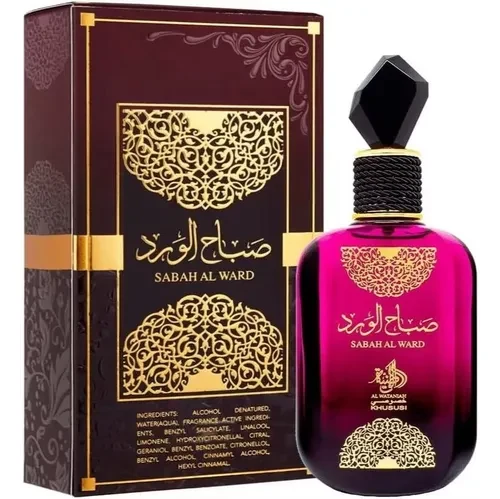 صباح الورد
SABAH AL WARD
INGREDIENTS: ALCOHOL DENATURED,
WATER/AQUA), FRAGRANCE, ACTIVE INGREDI-
ENTS, BENZYL SALICYLATE, LINALOOL,
LIMONENE, HYDROXYCITRONELLAL, CITRAL,
GERANIOL, BENZYL BENZOATE, CITRONELLOL,
BENZYL ALCOHOL, CINNAMYL ALCOHOL,
HEXYL CINNAMAL.
صباح الورد
SABAH AL WARD
الوطنية
AL WATANIAH
خصوصي
KHUSUSI